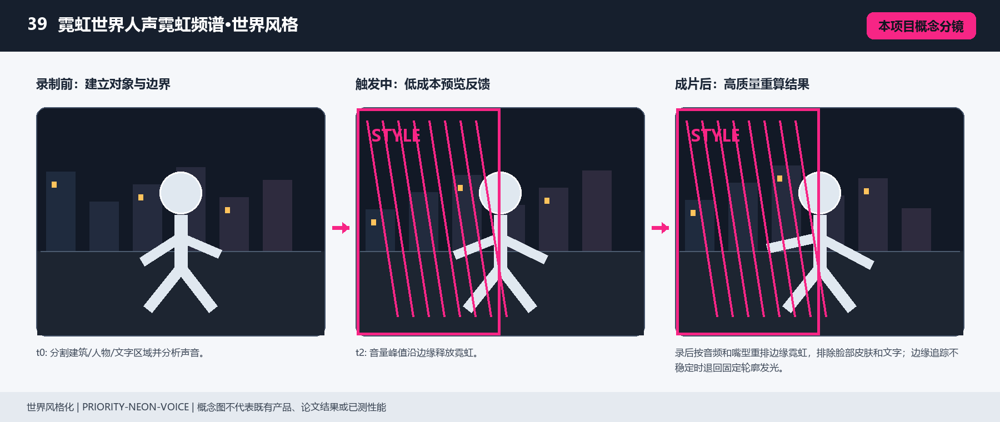 39 霓虹世界人声霓虹频谱•世界风格
本项目概念分镜
录制前：建立对象与边界
触发中：低成本预览反馈
成片后：高质量重算结果
STYLE
STYLE
t0: 分割建筑/人物/文字区域并分析声音。
t2: 音量峰值沿边缘释放霓虹。
录后按音频和嘴型重排边缘霓虹，排除脸部皮肤和文字；边缘追踪不
稳定时退回固定轮廓发光。
世界风格化 | PRIORITY-NEON-VOICE | 概念图不代表既有产品、论文结果或已测性能